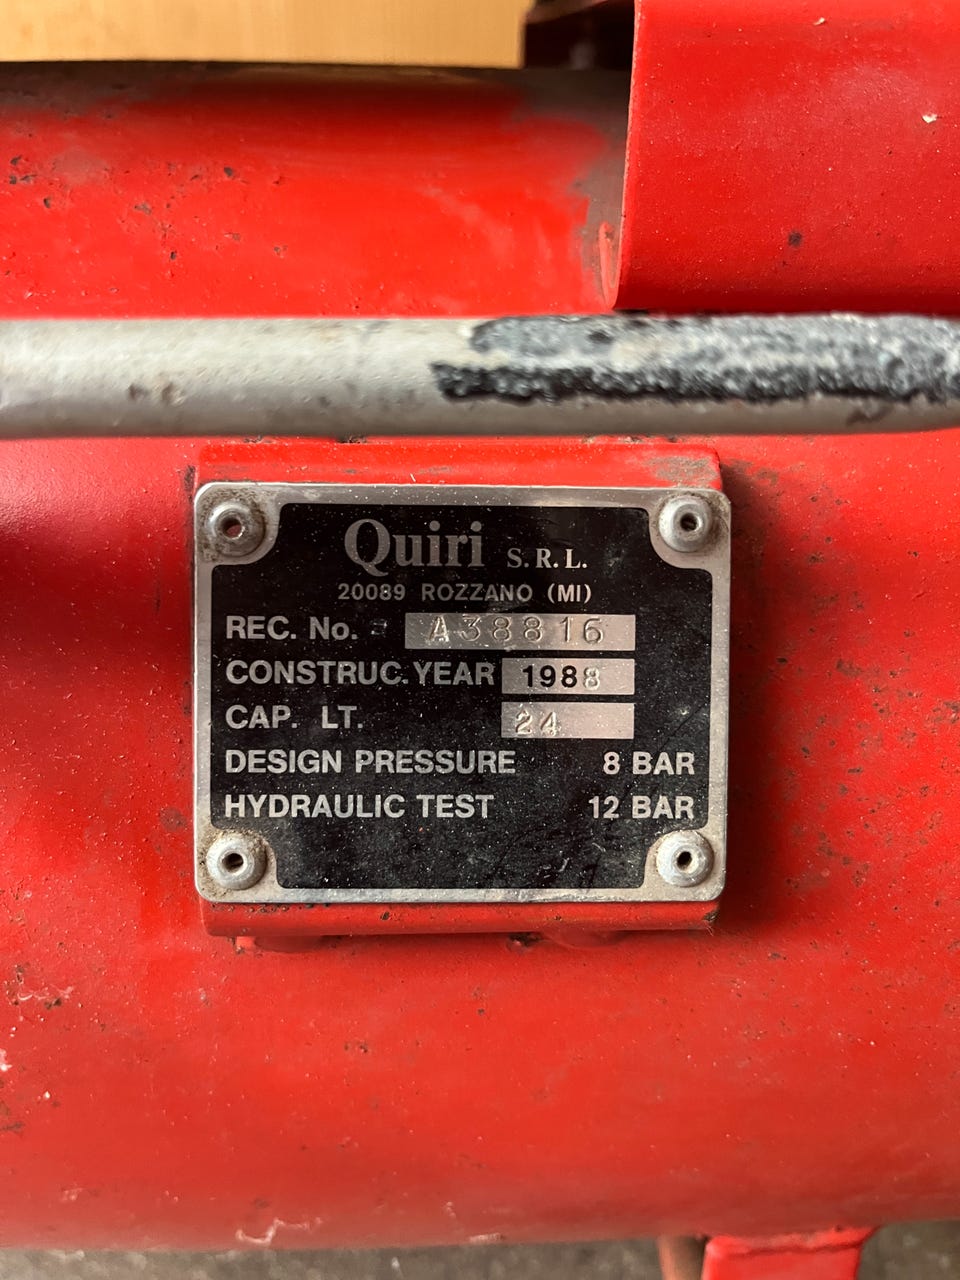 Quiri S.R.L.
20089 ROZZANO (MI)
REC. No. A38816
CONSTRUC. YEAR 1988
CAP. LT. 24
DESIGN PRESSURE 8 BAR
HYDRAULIC TEST 12 BAR